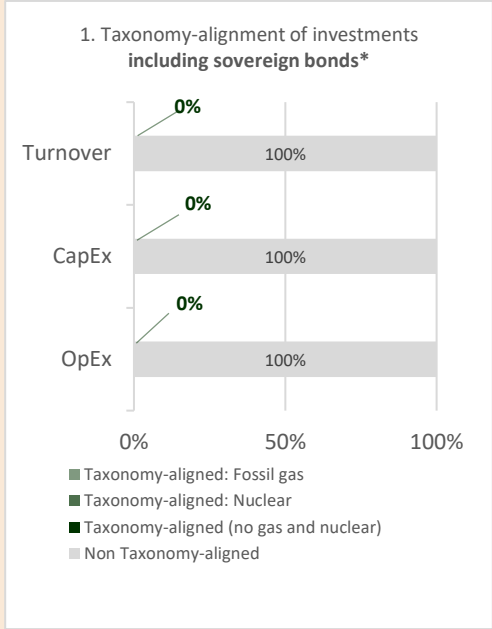 1. Taxonomy-alignment of investments
including sovereign bonds*
0%
Turnover
100%
0%
CapEx
100%
0%
OpEx
100%
0% 50% 100%
Taxonomy-aligned: Fossil gas
Taxonomy-aligned: Nuclear
Taxonomy-aligned (no gas and nuclear)
Non Taxonomy-aligned